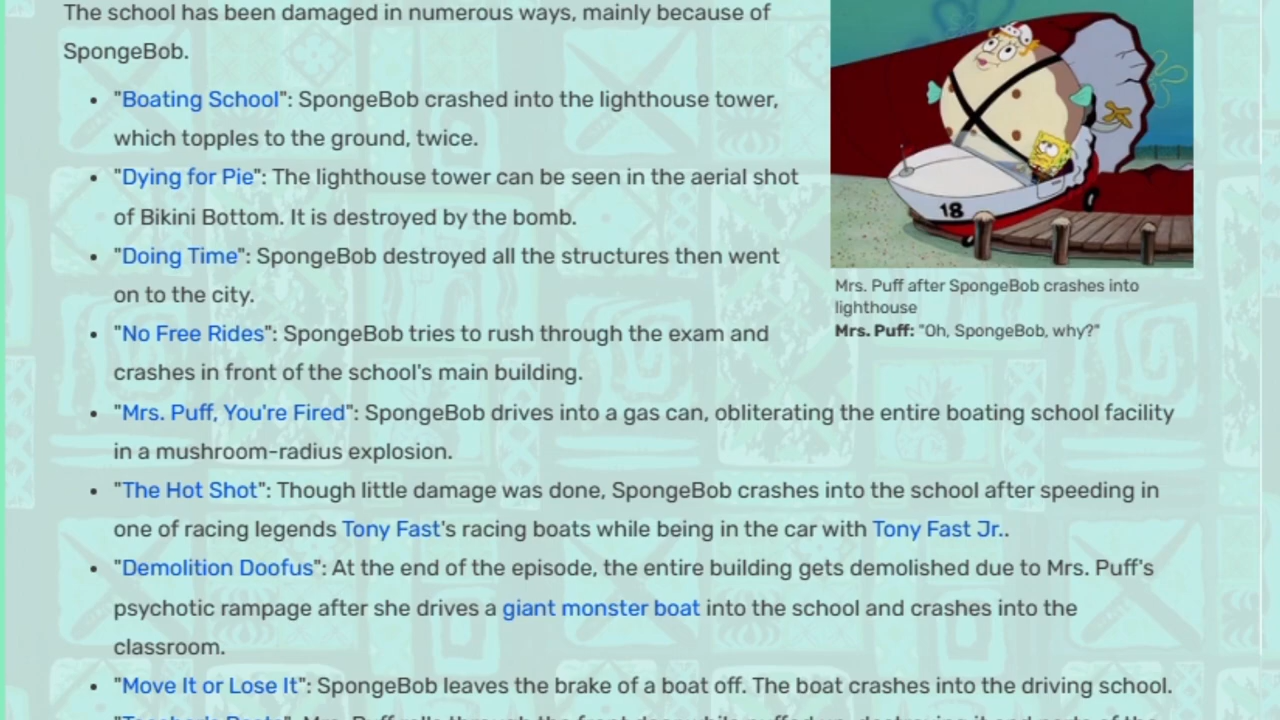 The school has been damaged in numerous ways, mainly because of
SpongeBob.
• "Boating School": SpongeBob crashed into the lighthouse tower,
which topples to the ground, twice.
• "Dying for Pie": The lighthouse tower can be seen in the aerial shot
of Bikini Bottom. It is destroyed by the bomb.
• "Doing Time": SpongeBob destroyed all the structures then went
on to the city.
• "No Free Rides": SpongeBob tries to rush through the exam and
crashes in front of the school's main building.
• "Mrs. Puff, You're Fired": SpongeBob drives into a gas can, obliterating the entire boating school facility
in a mushroom-radius explosion.
• "The Hot Shot": Though little damage was done, SpongeBob crashes into the school after speeding in
one of racing legends Tony Fast's racing boats while being in the car with Tony Fast Jr..
• "Demolition Doofus": At the end of the episode, the entire building gets demolished due to Mrs. Puff's
psychotic rampage after she drives a giant monster boat into the school and crashes into the
classroom.
• "Move It or Lose It": SpongeBob leaves the brake of a boat off. The boat crashes into the driving school.
18
Mrs. Puff after SpongeBob crashes into
lighthouse
Mrs. Puff: "Oh, SpongeBob, why?"